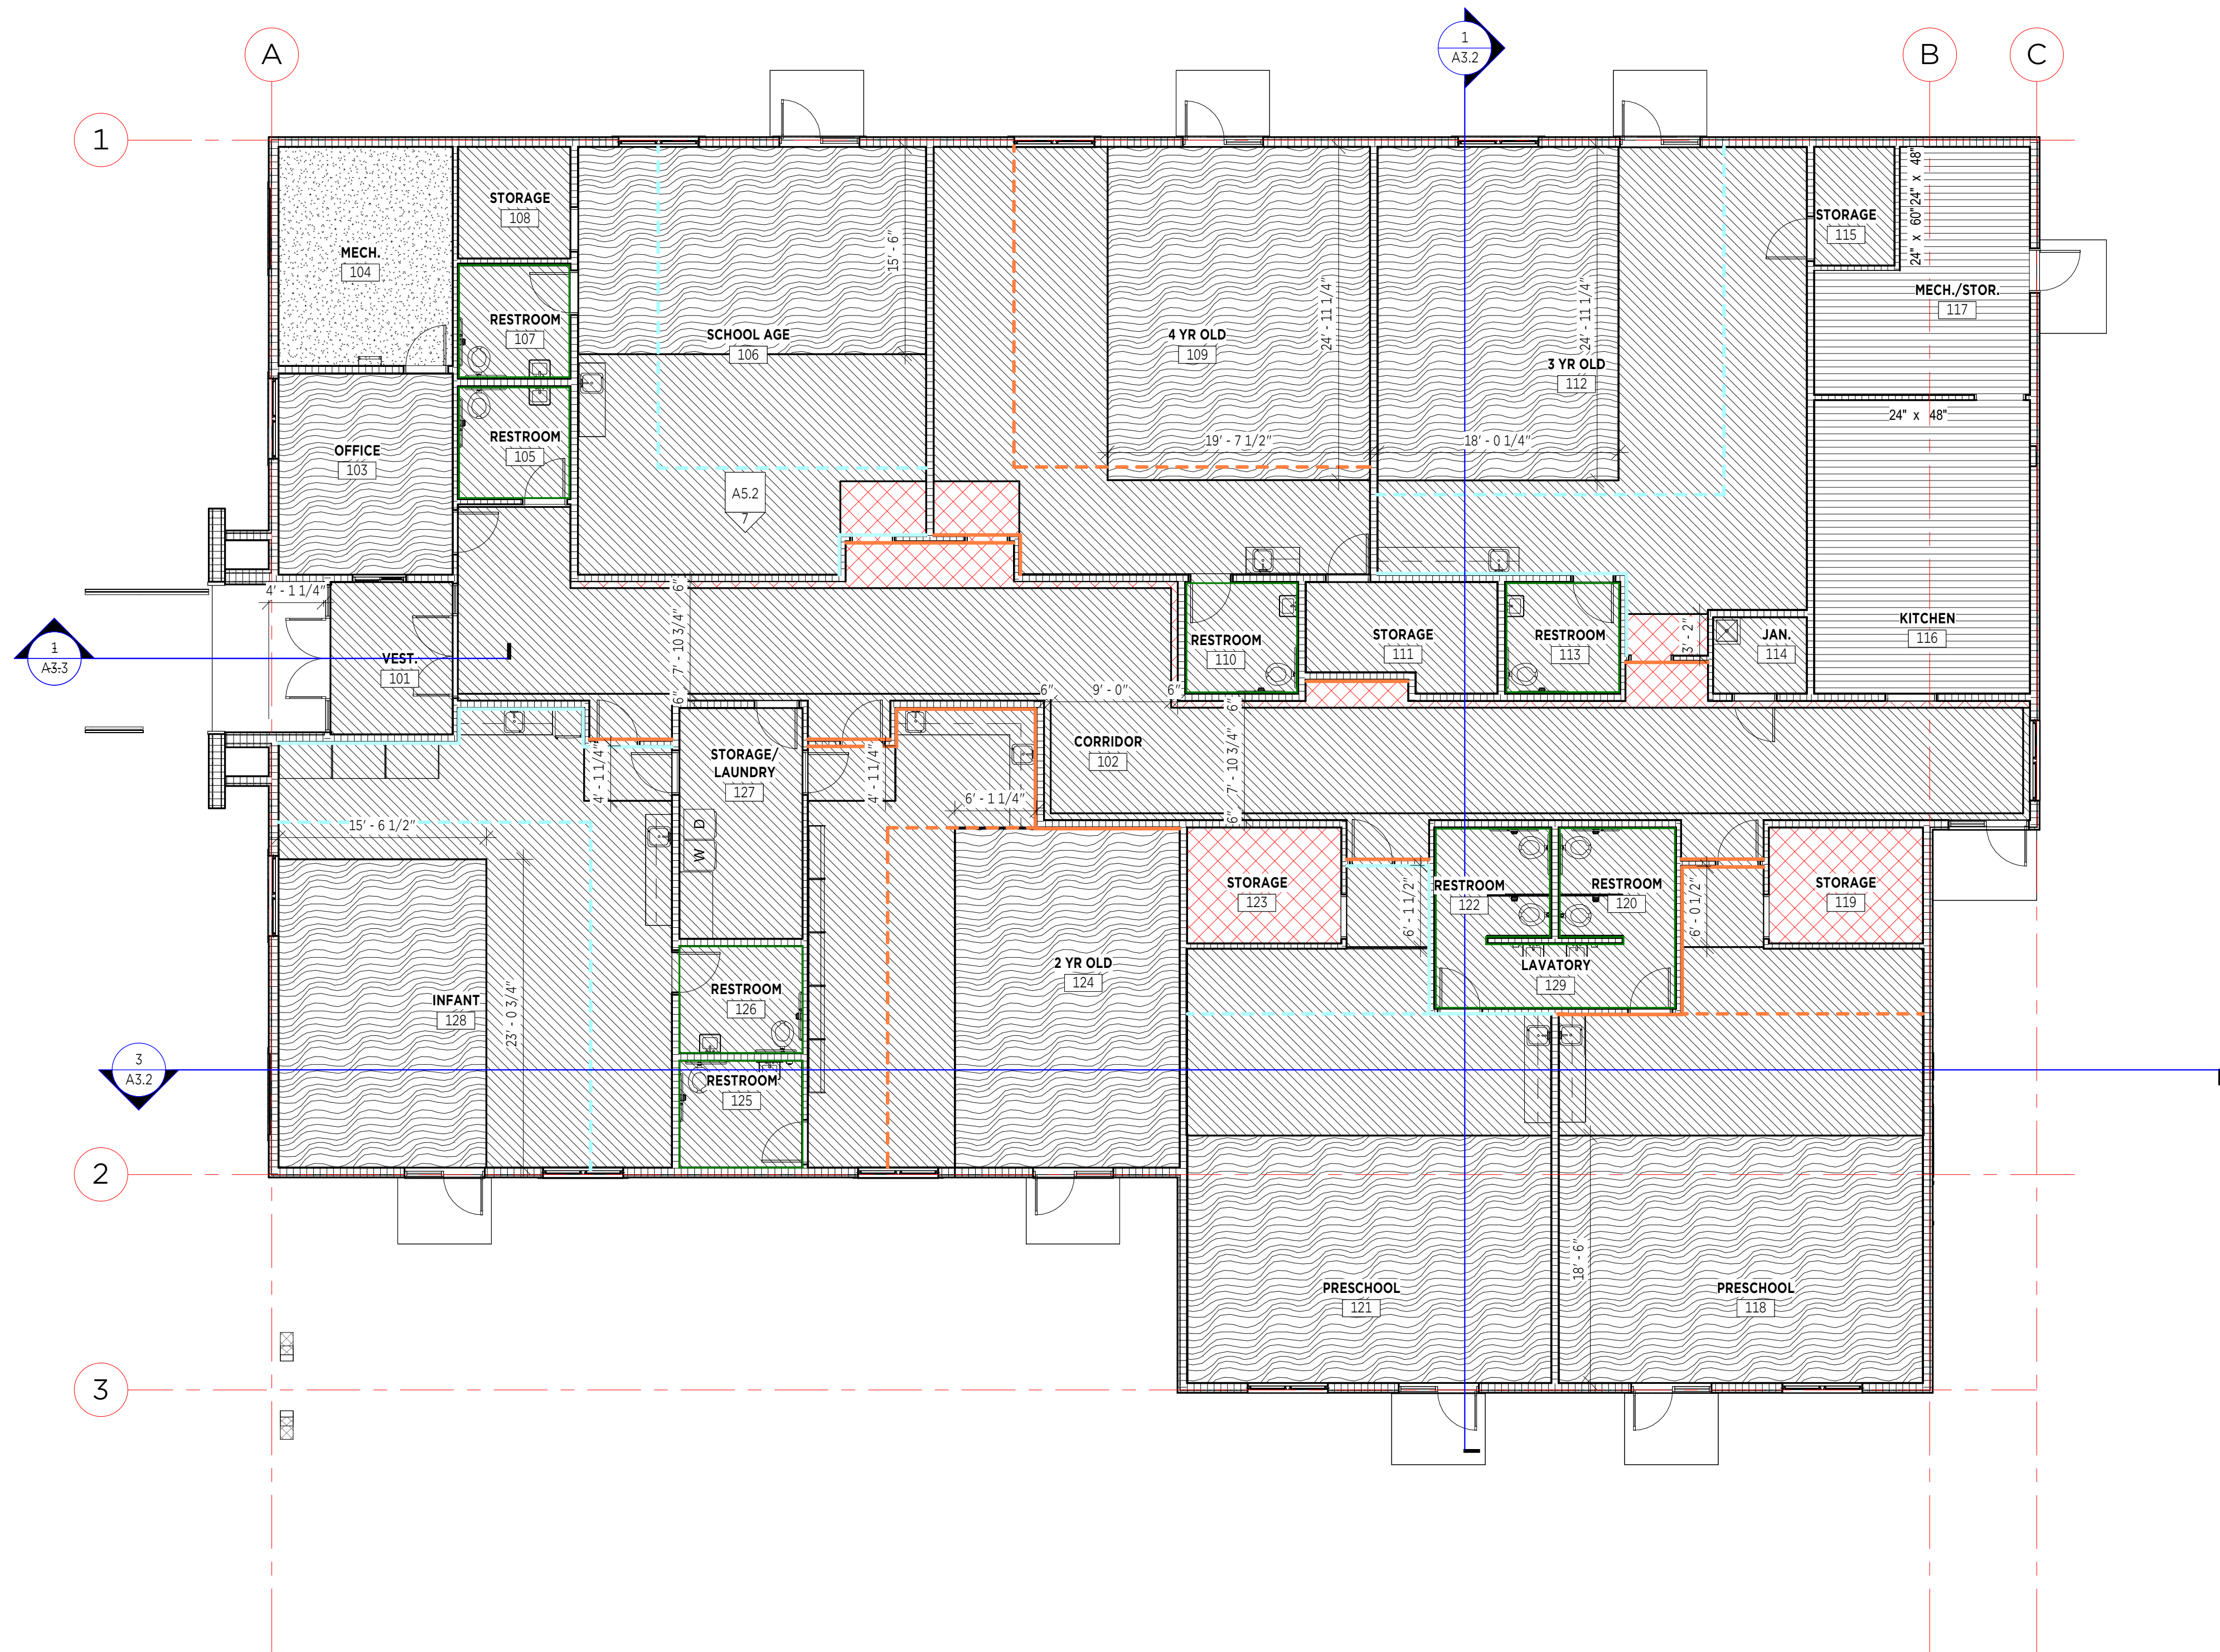 1
A3.2
A
B
C
1
STORAGE
108
24" x 48"
24" x 60"
STORAGE
115
MECH.
104
15' - 6"
MECH./STOR.
117
RESTROOM
107
SCHOOL AGE
106
4 YR OLD
109
24' - 11 1/4"
24' - 11 1/4"
3 YR OLD
112
24" x 48"
OFFICE
103
RESTROOM
105
19' - 7 1/2"
18' - 0 1/4"
A5.2
7
4' - 1 1/4"
6"
7' - 10 3/4"
6"
1
A3.3
VEST.
101
RESTROOM
110
STORAGE
111
RESTROOM
113
3' - 2"
JAN.
114
KITCHEN
116
6"
9' - 0"
6"
CORRIDOR
102
6"
7' - 10 3/4"
6"
4' - 1 1/4"
STORAGE/
LAUNDRY
127
4' - 1 1/4"
6' - 1 1/4"
D
W
15' - 6 1/2"
STORAGE
123
6' - 1 1/2"
RESTROOM
122
RESTROOM
120
6' - 0 1/2"
STORAGE
119
INFANT
128
23' - 0 3/4"
RESTROOM
126
2 YR OLD
124
LAVATORY
129
3
A3.2
RESTROOM
125
2
18' - 6"
PRESCHOOL
121
PRESCHOOL
118
3